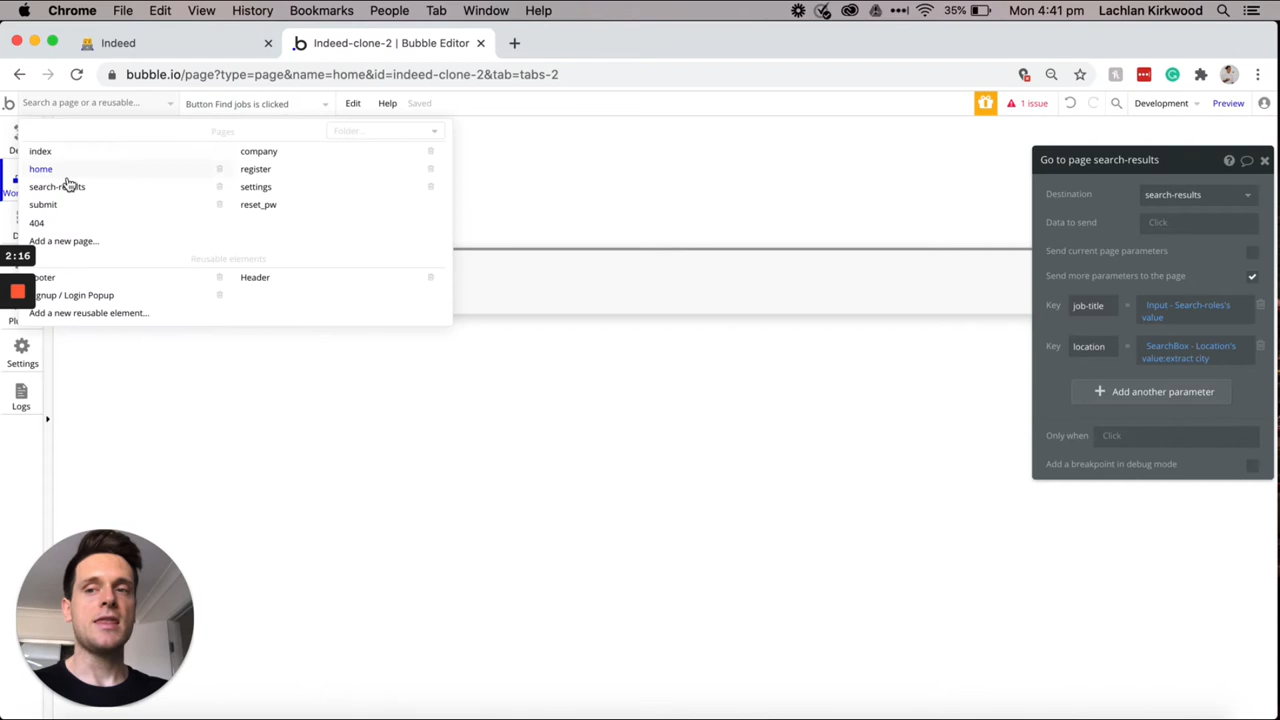 Chrome File Edit View History Bookmarks People Tab Window Help 35% Mon 4:41 pm Lachlan Kirkwood
Indeed
Indeed-clone-2 | Bubble Editor
bubble.io/page?type=page&name=home&id=indeed-clone-2&tab=tabs-2
Search a page or a reusable... Button Find jobs is clicked Edit Help Saved 1 issue Development Preview
Pages Folder...
index company
home register
search-results settings
submit reset_pw
404
Add a new page...
Reusable elements
Header
Signup / Login Popup
Add a new reusable element...
2:16
Settings
Logs
Go to page search-results
Destination search-results
Data to send Click
Send current page parameters
Send more parameters to the page
Key job-title = Input - Search-roles's
value
Key location = SearchBox - Location's
value:extract city
Add another parameter
Only when Click
Add a breakpoint in debug mode